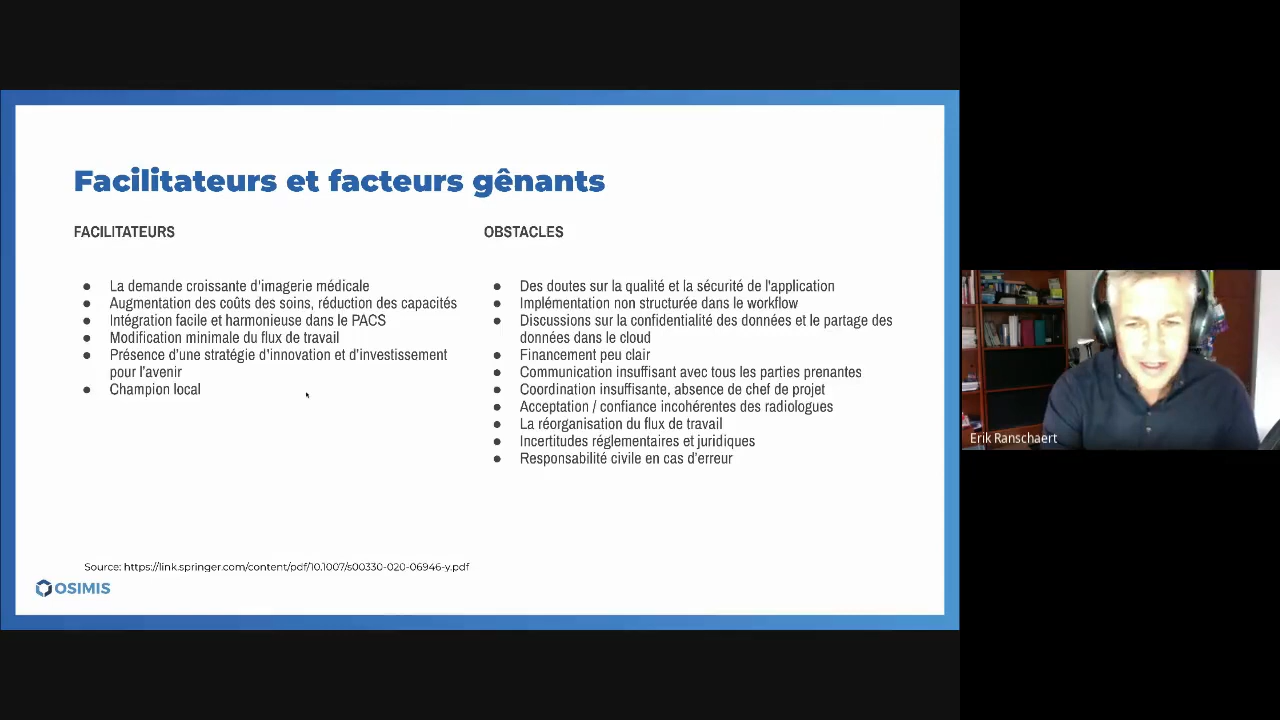 Facilitateurs et facteurs gênants
FACILITATEURS
● La demande croissante d'imagerie médicale
● Augmentation des coûts des soins, réduction des capacités
● Intégration facile et harmonieuse dans le PACS
● Modification minimale du flux de travail
● Présence d'une stratégie d'innovation et d'investissement
pour l'avenir
● Champion local
OBSTACLES
● Des doutes sur la qualité et la sécurité de l'application
● Implémentation non structurée dans le workflow
● Discussions sur la confidentialité des données et le partage des
données dans le cloud
● Financement peu clair
● Communication insuffisant avec tous les parties prenantes
● Coordination insuffisante, absence de chef de projet
● Acceptation / confiance incohérentes des radiologues
● La réorganisation du flux de travail
● Incertitudes réglementaires et juridiques
● Responsabilité civile en cas d'erreur
Source: https://link.springer.com/content/pdf/10.1007/s00330-020-06946-y.pdf
OSIMIS
Erik Ranschaert